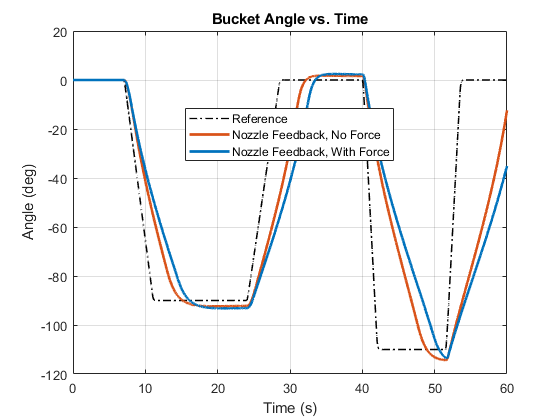 Bucket Angle vs. Time
20
0
-20
-40
-60
-80
-100
-120
Angle (deg)
Reference
Nozzle Feedback, No Force
Nozzle Feedback, With Force
0 10 20 30 40 50 60
Time (s)